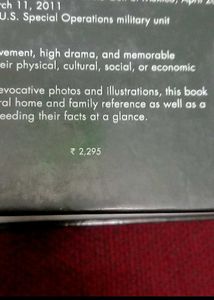 rch 11, 2011
U.S. Special Operations military unit
vement, high drama, and memorable
eir physical, cultural, social, or economic
evocative photos and illustrations, this book
ral home and family reference as well as a
eeding their facts at a glance.
₹ 2,295